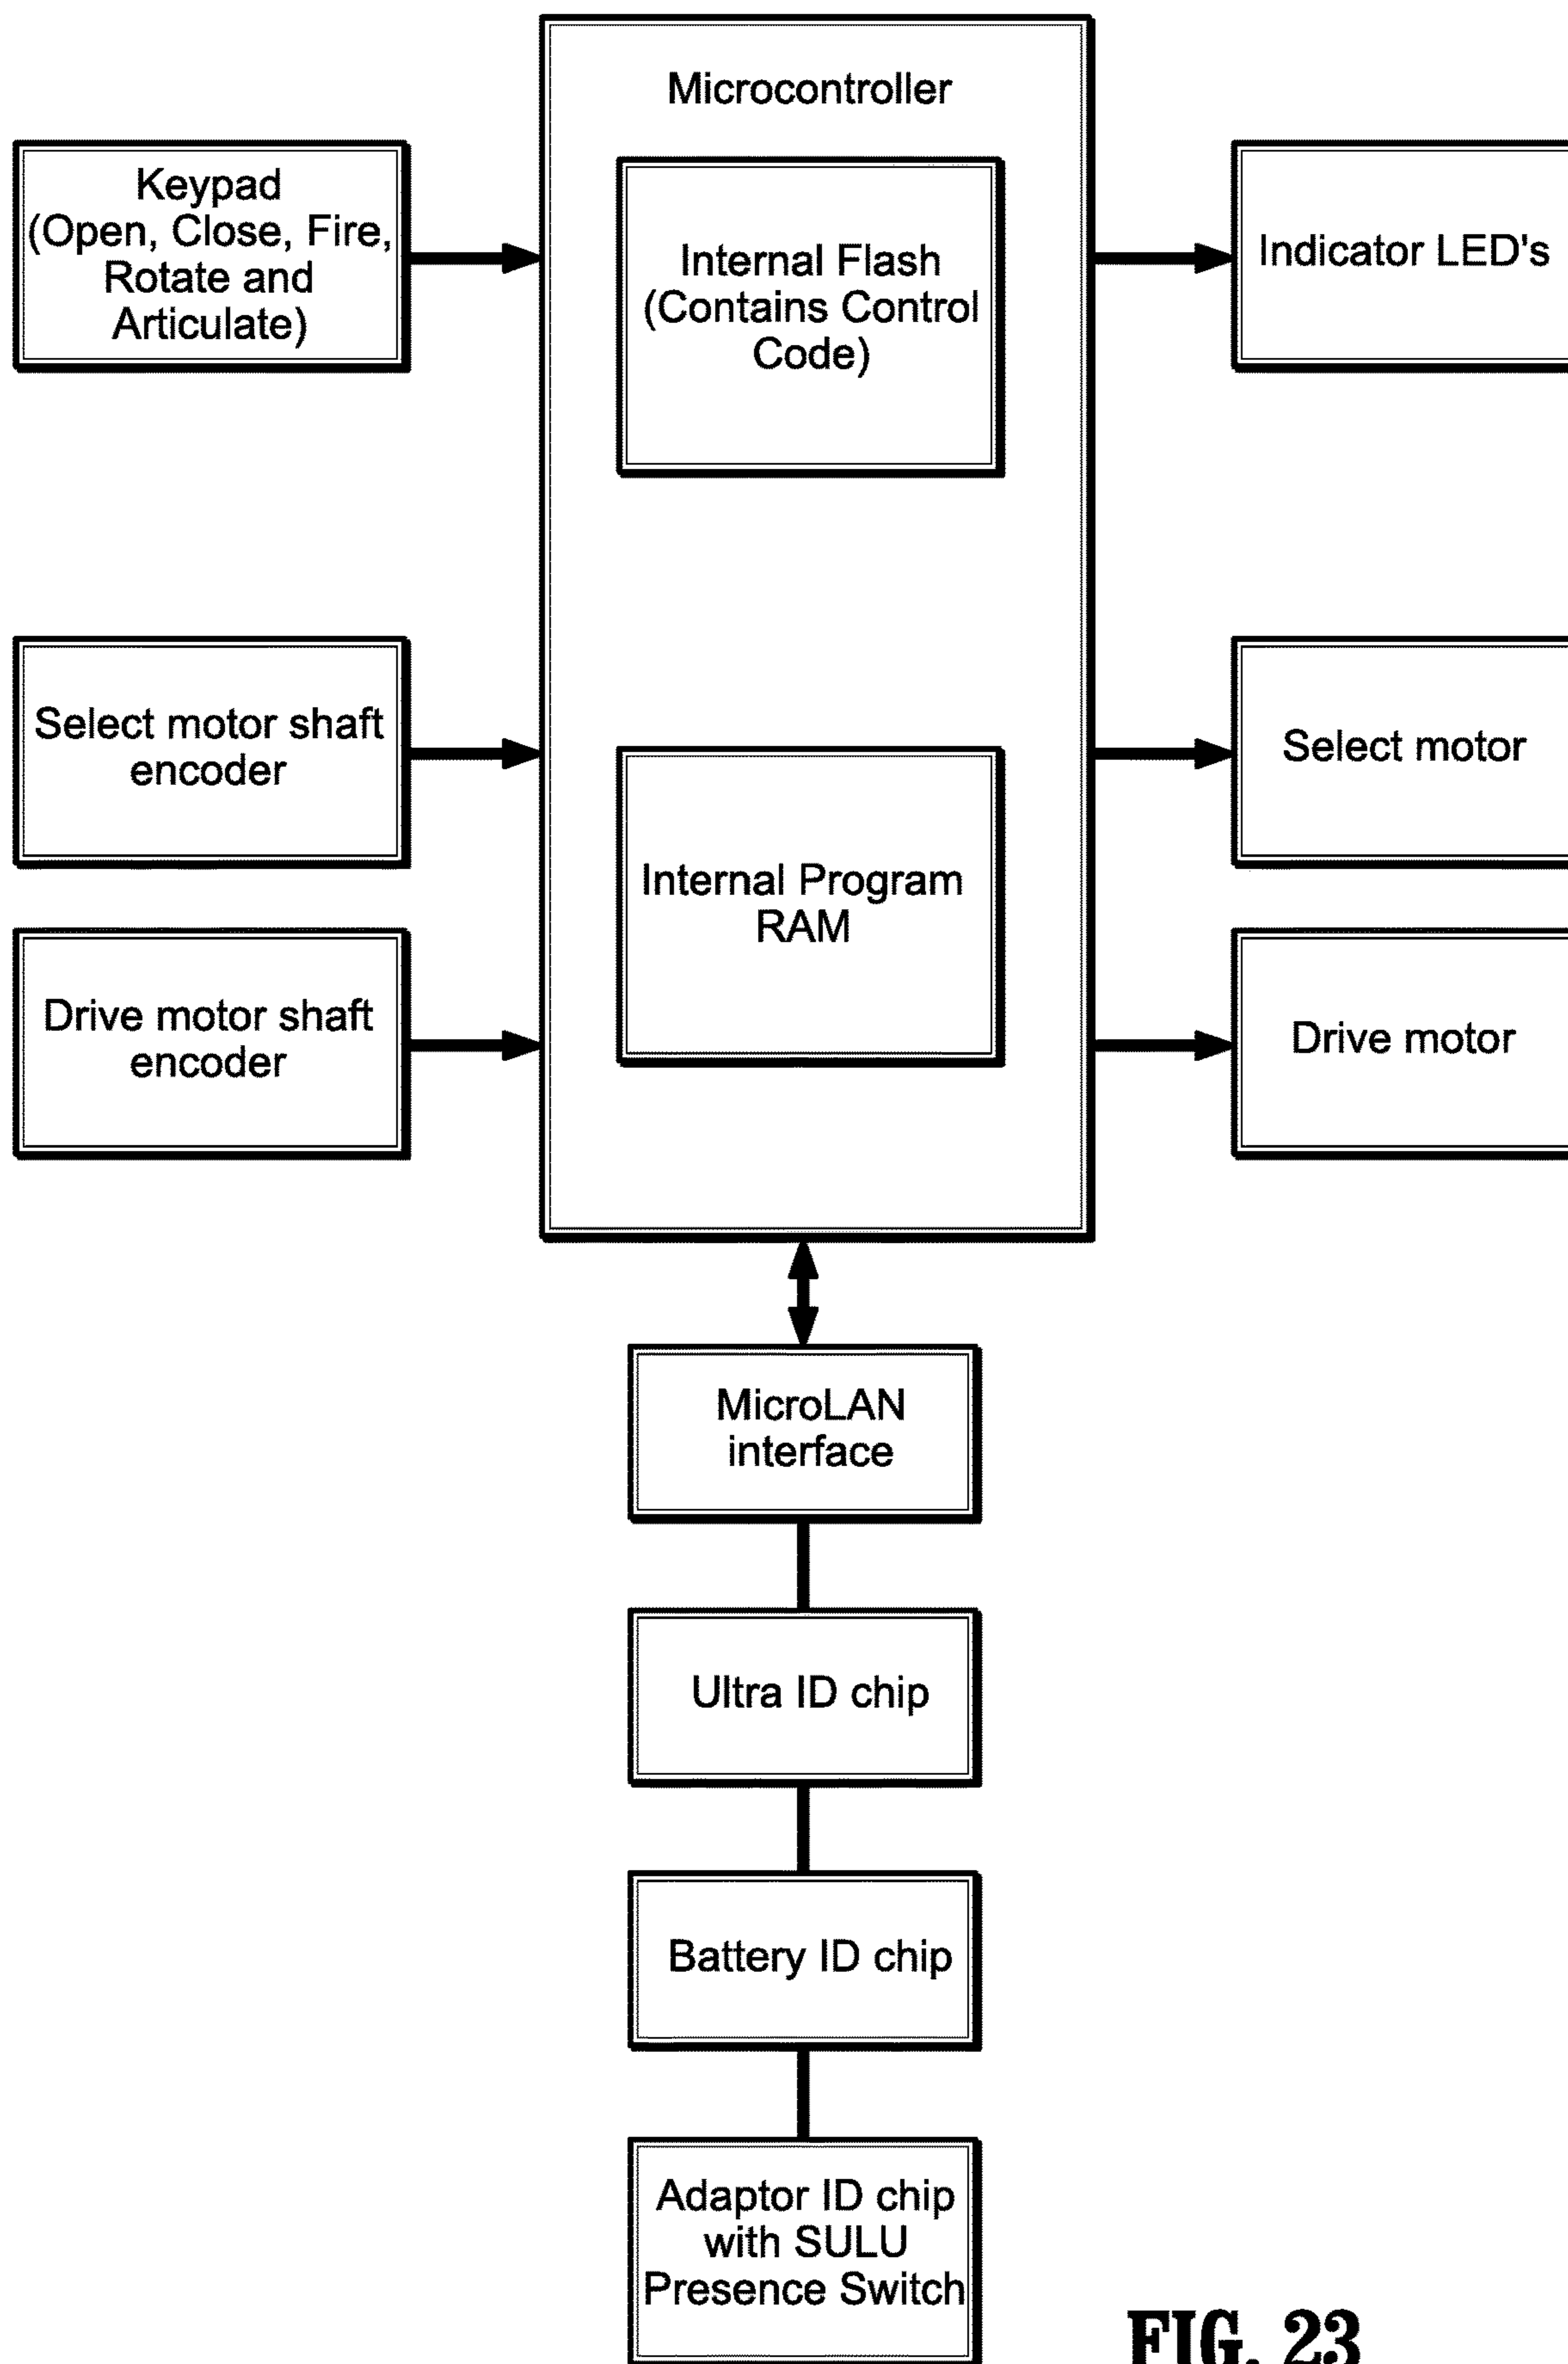 Microcontroller
Keypad
(Open, Close, Fire,
Rotate and
Articulate)
Internal Flash
(Contains Control
Code)
Indicator LED's
Select motor shaft
encoder
Select motor
Internal Program
RAM
Drive motor shaft
encoder
Drive motor
MicroLAN
interface
Ultra ID chip
Battery ID chip
Adaptor ID chip
with SULU
Presence Switch
FIG. 23